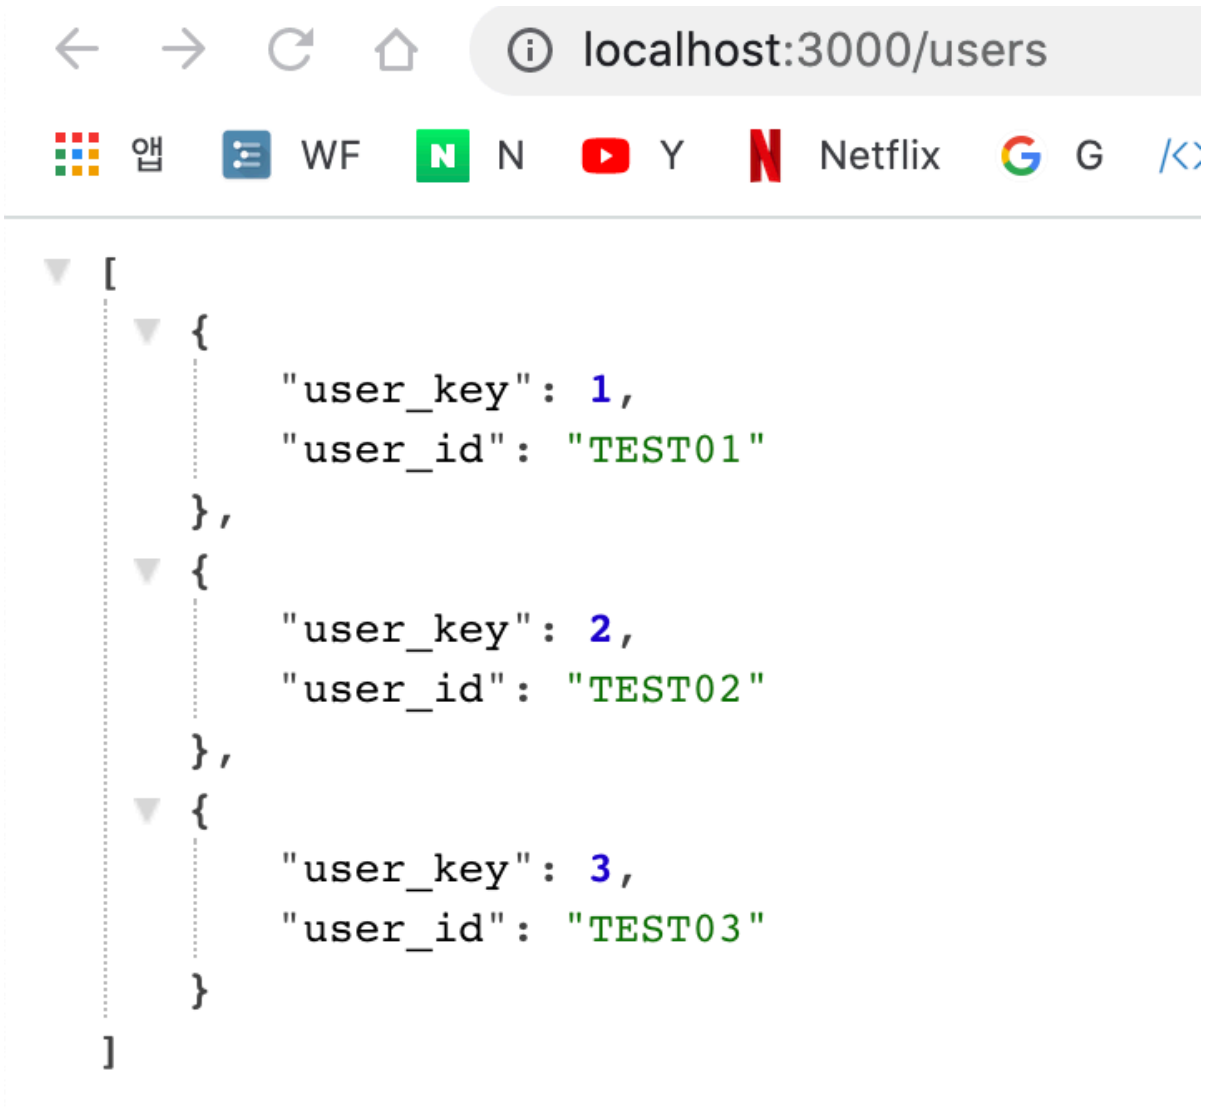 localhost:3000/users
앱 WF N N Y N Netflix G G /<>
[
{
"user_key": 1,
"user_id": "TEST01"
},
{
"user_key": 2,
"user_id": "TEST02"
},
{
"user_key": 3,
"user_id": "TEST03"
}
]